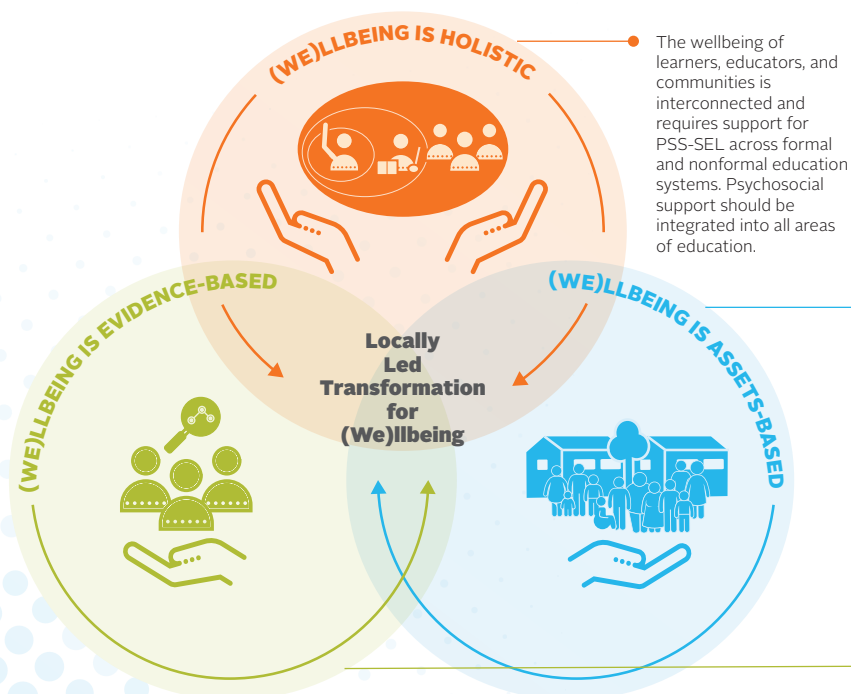 (WE)LLBEING IS HOLISTIC
The wellbeing of
learners, educators, and
communities is
interconnected and
requires support for
PSS-SEL across formal
and nonformal education
systems. Psychosocial
support should be
integrated into all areas
of education.
(WE)LLBEING IS EVIDENCE-BASED
(WE)LLBEING IS ASSETS-BASED
Locally
Led
Transformation
for
(We)llbeing